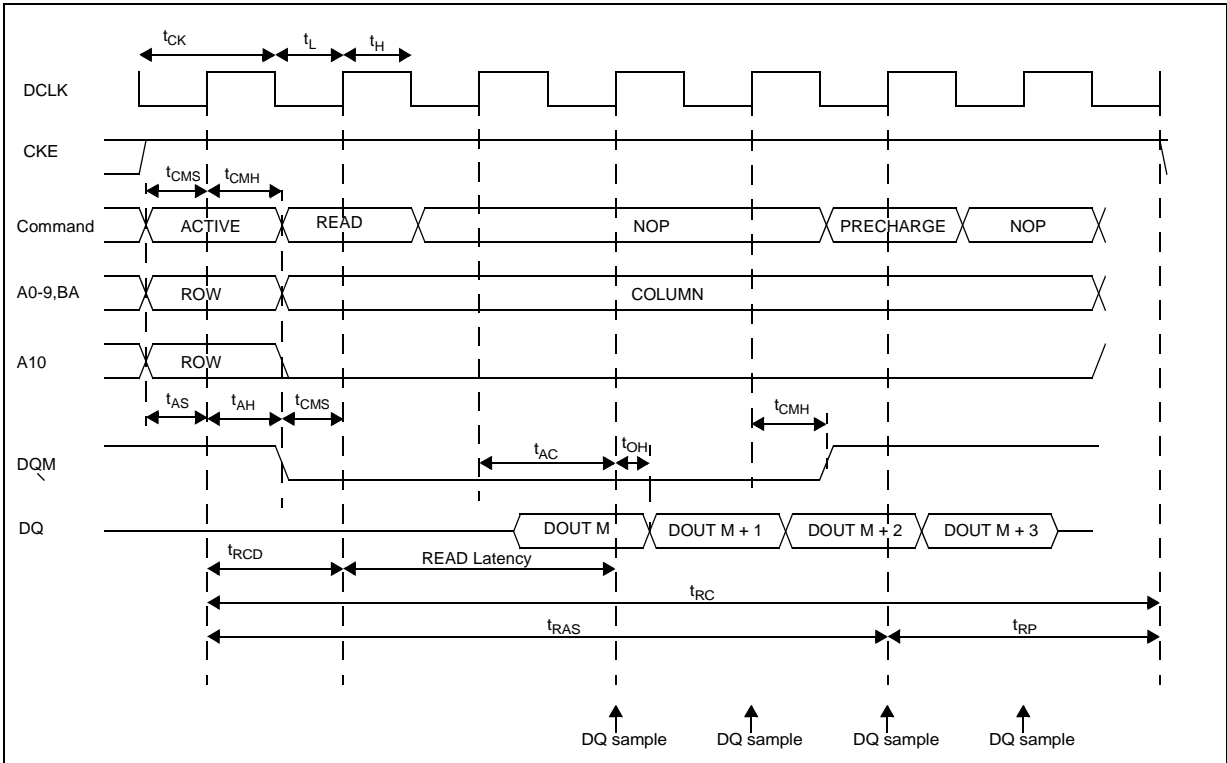 tCK tL tH
DCLK
CKE
tCMS tCMH
Command ACTIVE READ NOP PRECHARGE NOP
A0-9,BA ROW COLUMN
A10 ROW
tAS tAH tCMS tCMH
tAC tOH
DQM
DQ DOUT M DOUT M + 1 DOUT M + 2 DOUT M + 3
tRCD READ Latency
tRC
tRAS tRP
DQ sample DQ sample DQ sample DQ sample